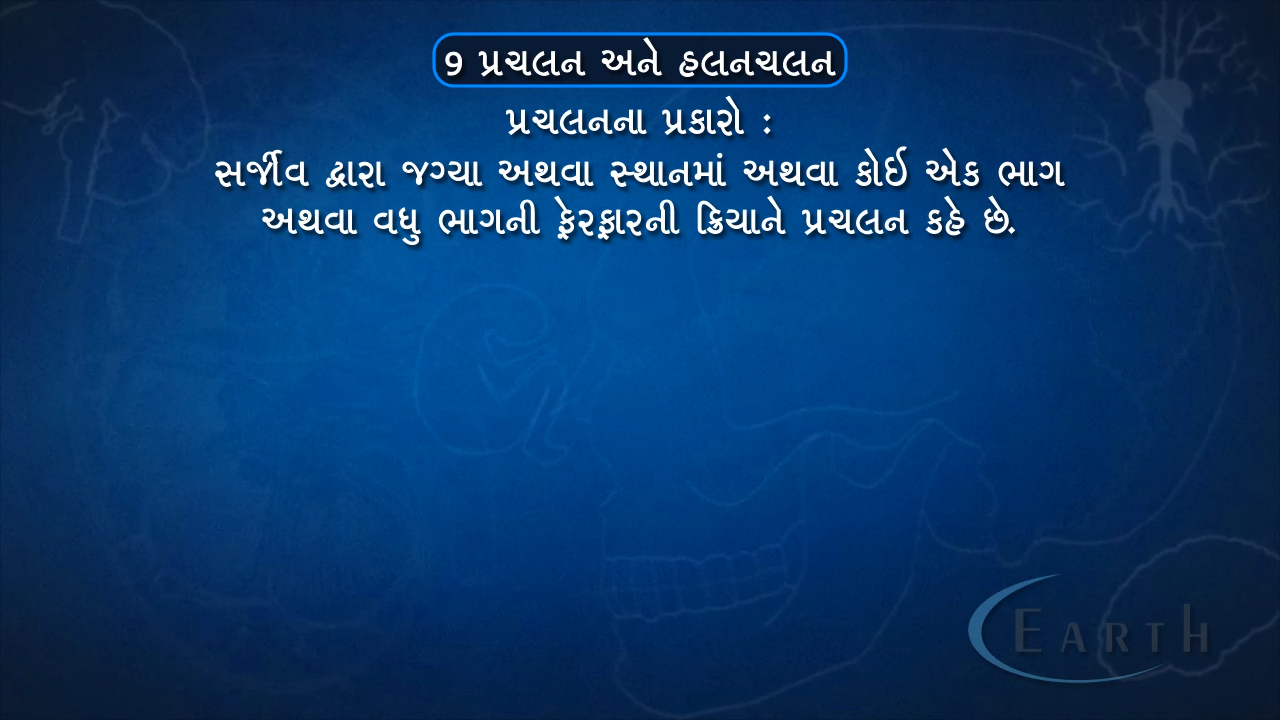 9 પ્રચલન અને હલનચલન
પ્રચલનના પ્રકારો :
સર્જીવ દ્વારા જગ્યા અથવા સ્થાનમાં અથવા કોઈ એક ભાગ
અથવા વધુ ભાગની ફેરફારની ક્રિયાને પ્રચલન કહે છે.
EARTH